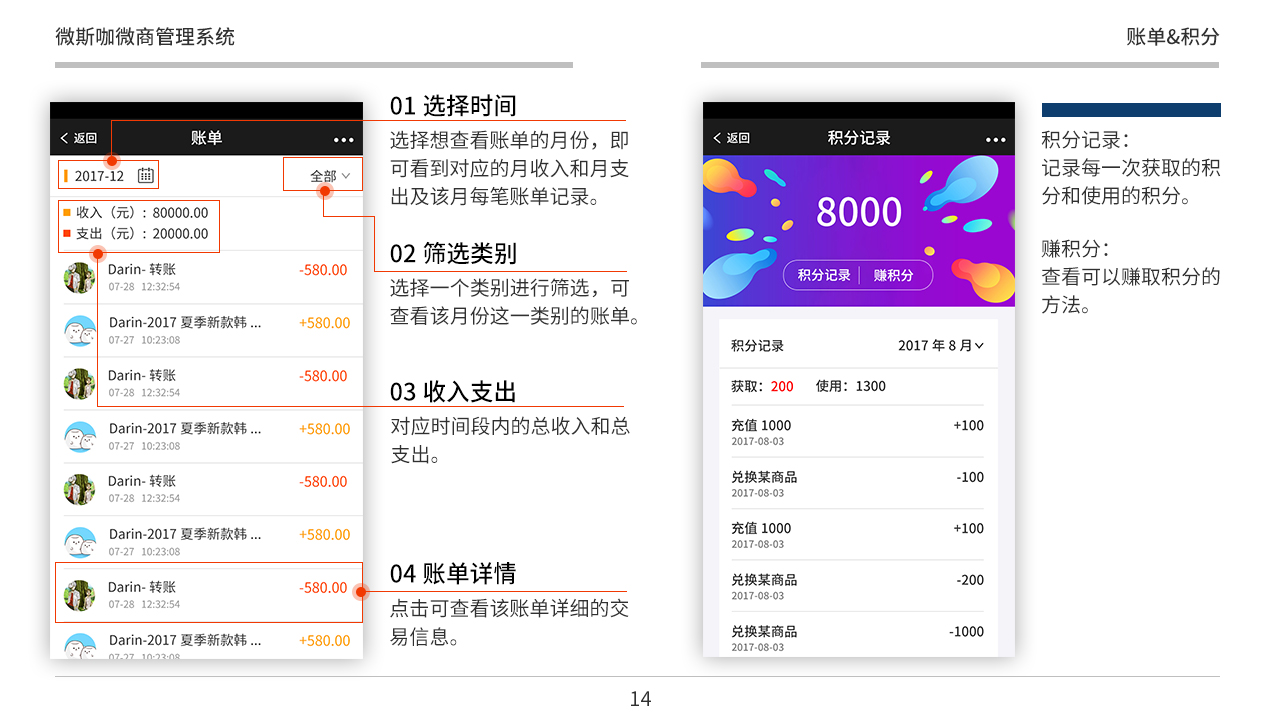 微斯咖微商管理系统
账单&积分
返回
账单
2017-12
全部
收入（元）: 80000.00
支出（元）: 20000.00
Darin- 转账
-580.00
07-28 12:32:54
Darin-2017 夏季新款韩 ...
+580.00
07-27 10:23:08
Darin- 转账
-580.00
07-28 12:32:54
Darin-2017 夏季新款韩 ...
+580.00
07-27 10:23:08
Darin- 转账
-580.00
07-28 12:32:54
Darin-2017 夏季新款韩 ...
+580.00
07-27 10:23:08
Darin- 转账
-580.00
07-28 12:32:54
Darin-2017 夏季新款韩 ...
+580.00
07-27 10:23:08
01 选择时间
选择想查看账单的月份，即
可看到对应的月收入和月支
出及该月每笔账单记录。
02 筛选类别
选择一个类别进行筛选，可
查看该月份这一类别的账单。
03 收入支出
对应时间段内的总收入和总
支出。
04 账单详情
点击可查看该账单详细的交
易信息。
返回
积分记录
8000
积分记录
赚积分
积分记录
2017 年 8 月
获取：200 使用：1300
充值 1000
+100
2017-08-03
兑换某商品
-100
2017-08-03
充值 1000
+100
2017-08-03
兑换某商品
-200
2017-08-03
兑换某商品
-1000
2017-08-03
积分记录：
记录每一次获取的积
分和使用的积分。
赚积分：
查看可以赚取积分的
方法。
14